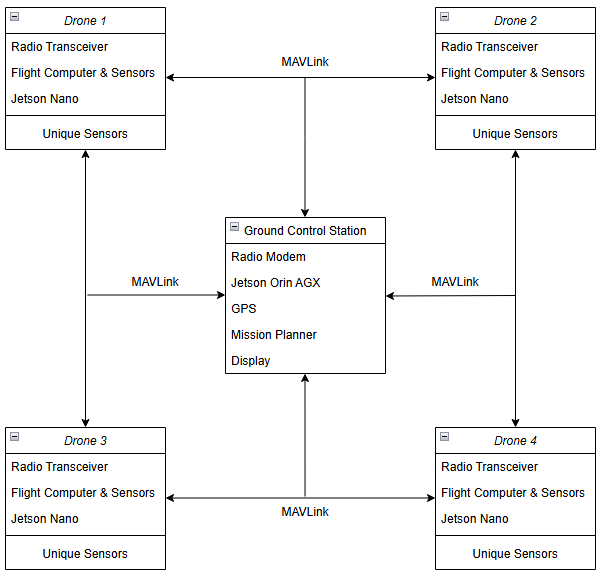 Drone 1
Radio Transceiver
Flight Computer & Sensors
Jetson Nano
Unique Sensors
MAVLink
Drone 2
Radio Transceiver
Flight Computer & Sensors
Jetson Nano
Unique Sensors
MAVLink
Ground Control Station
Radio Modem
Jetson Orin AGX
GPS
Mission Planner
Display
MAVLink
Drone 3
Radio Transceiver
Flight Computer & Sensors
Jetson Nano
Unique Sensors
MAVLink
Drone 4
Radio Transceiver
Flight Computer & Sensors
Jetson Nano
Unique Sensors